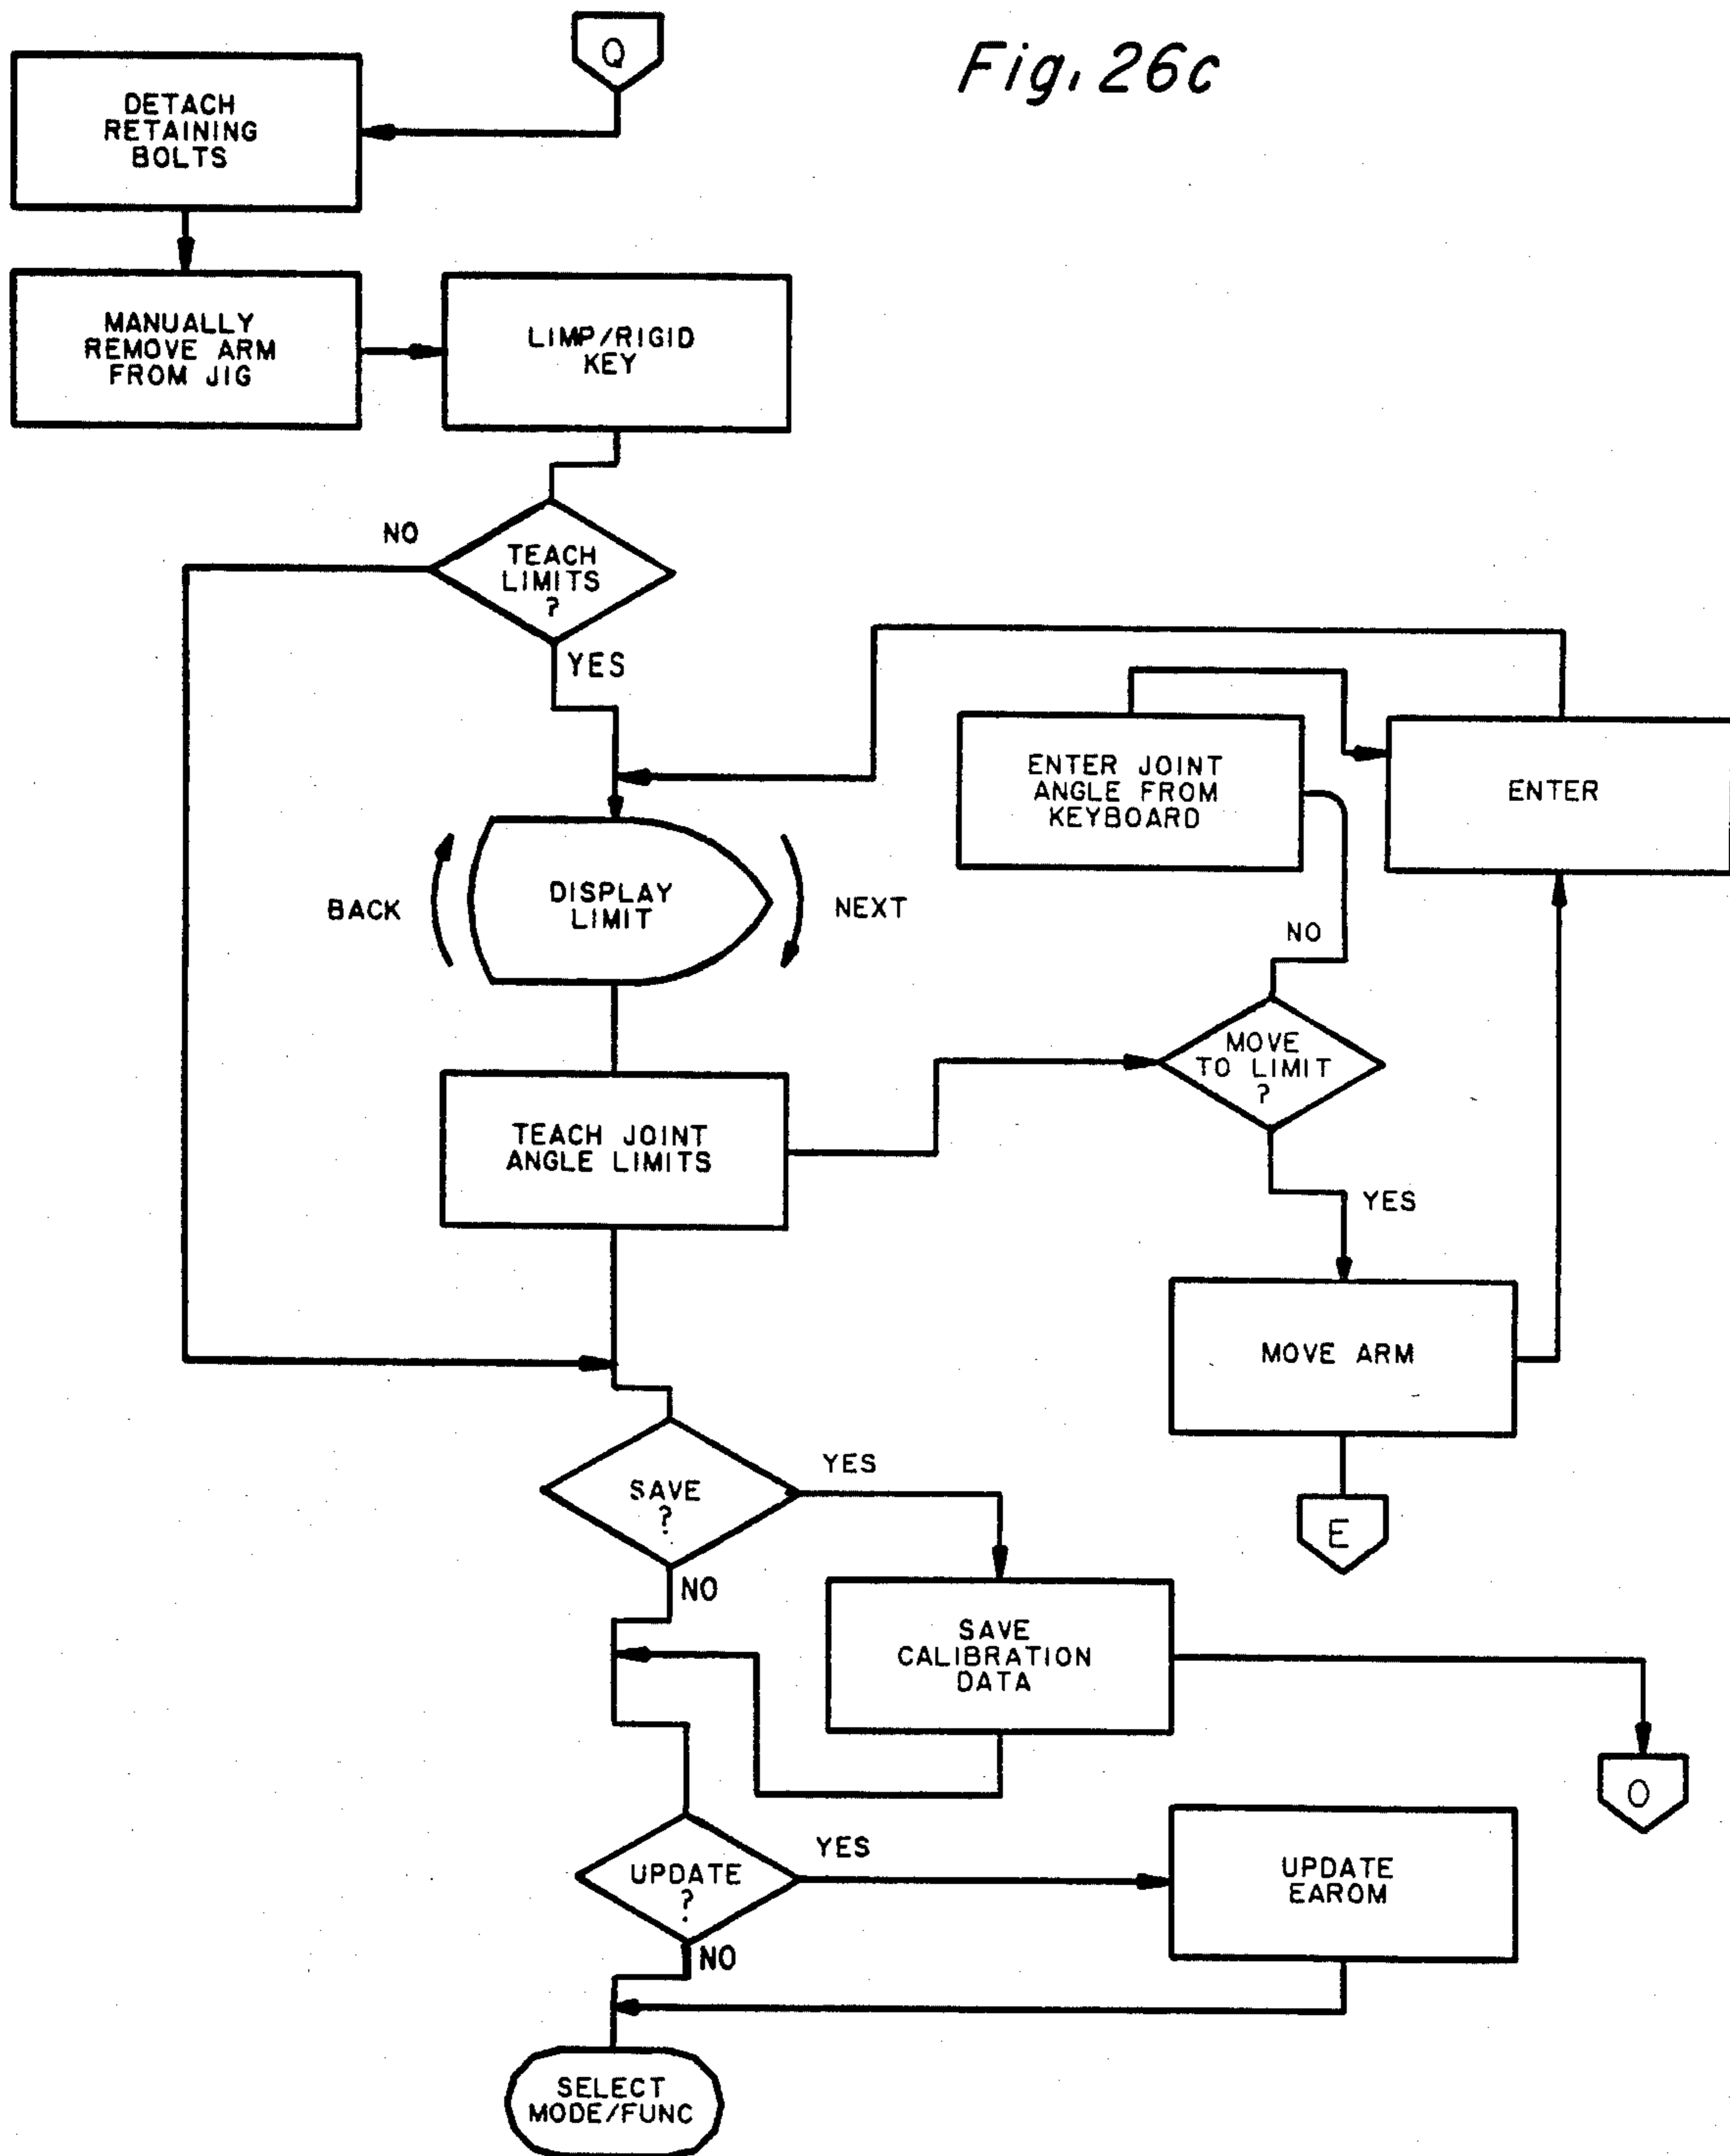 Fig. 26c
Q
DETACH
RETAINING
BOLTS
MANUALLY
REMOVE ARM
FROM JIG
LIMP/RIGID
KEY
NO
TEACH
LIMITS
?
YES
ENTER JOINT
ANGLE FROM
KEYBOARD
ENTER
BACK
DISPLAY
LIMIT
NEXT
NO
MOVE
TO LIMIT
?
TEACH JOINT
ANGLE LIMITS
YES
MOVE ARM
E
SAVE
?
YES
NO
SAVE
CALIBRATION
DATA
O
UPDATE
?
YES
UPDATE
EAROM
NO
SELECT
MODE/FUNC